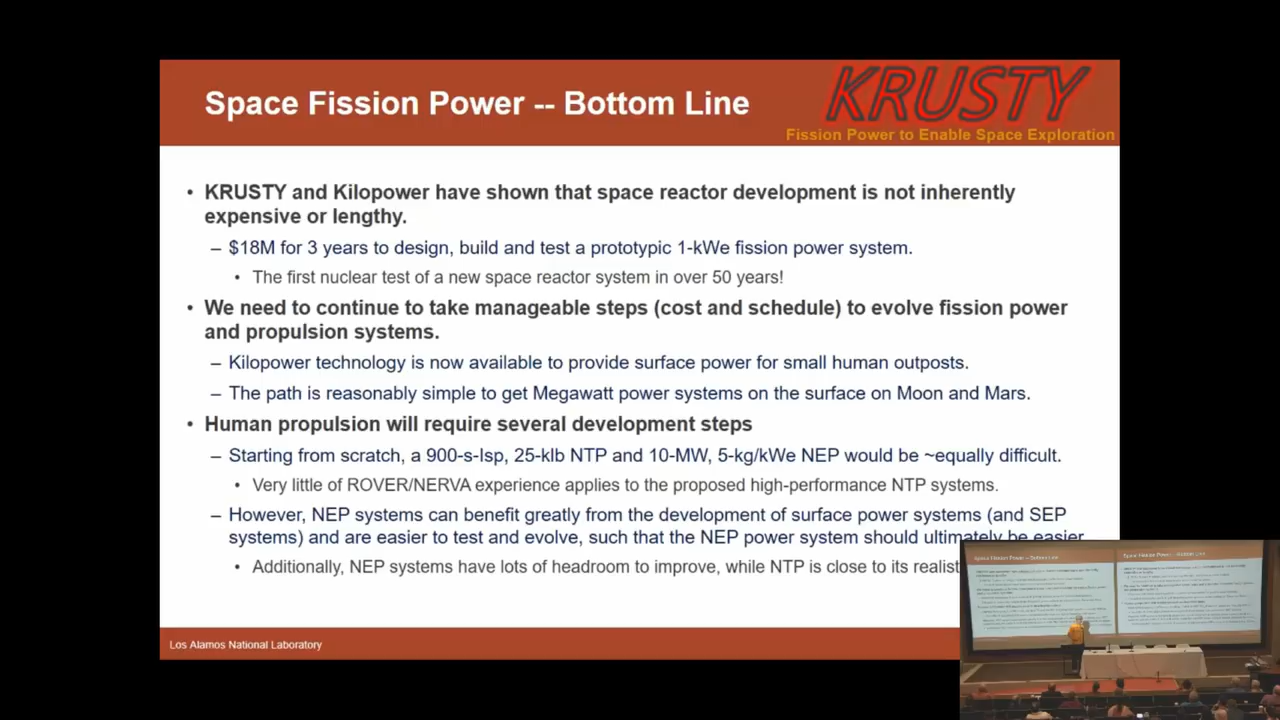 Space Fission Power -- Bottom Line
KRUSTY
Fission Power to Enable Space Exploration
• KRUSTY and Kilopower have shown that space reactor development is not inherently
expensive or lengthy.
– $18M for 3 years to design, build and test a prototypic 1-kWe fission power system.
• The first nuclear test of a new space reactor system in over 50 years!
• We need to continue to take manageable steps (cost and schedule) to evolve fission power
and propulsion systems.
– Kilopower technology is now available to provide surface power for small human outposts.
– The path is reasonably simple to get Megawatt power systems on the surface on Moon and Mars.
• Human propulsion will require several development steps
– Starting from scratch, a 900-s-Isp, 25-klb NTP and 10-MW, 5-kg/kWe NEP would be ~equally difficult.
• Very little of ROVER/NERVA experience applies to the proposed high-performance NTP systems.
– However, NEP systems can benefit greatly from the development of surface power systems (and SEP
systems) and are easier to test and evolve, such that the NEP power system should ultimately be easier
• Additionally, NEP systems have lots of headroom to improve, while NTP is close to its
Los Alamos National Laboratory
Space Fission Power -- Bottom Line
Space Fission Power -- Bottom Line